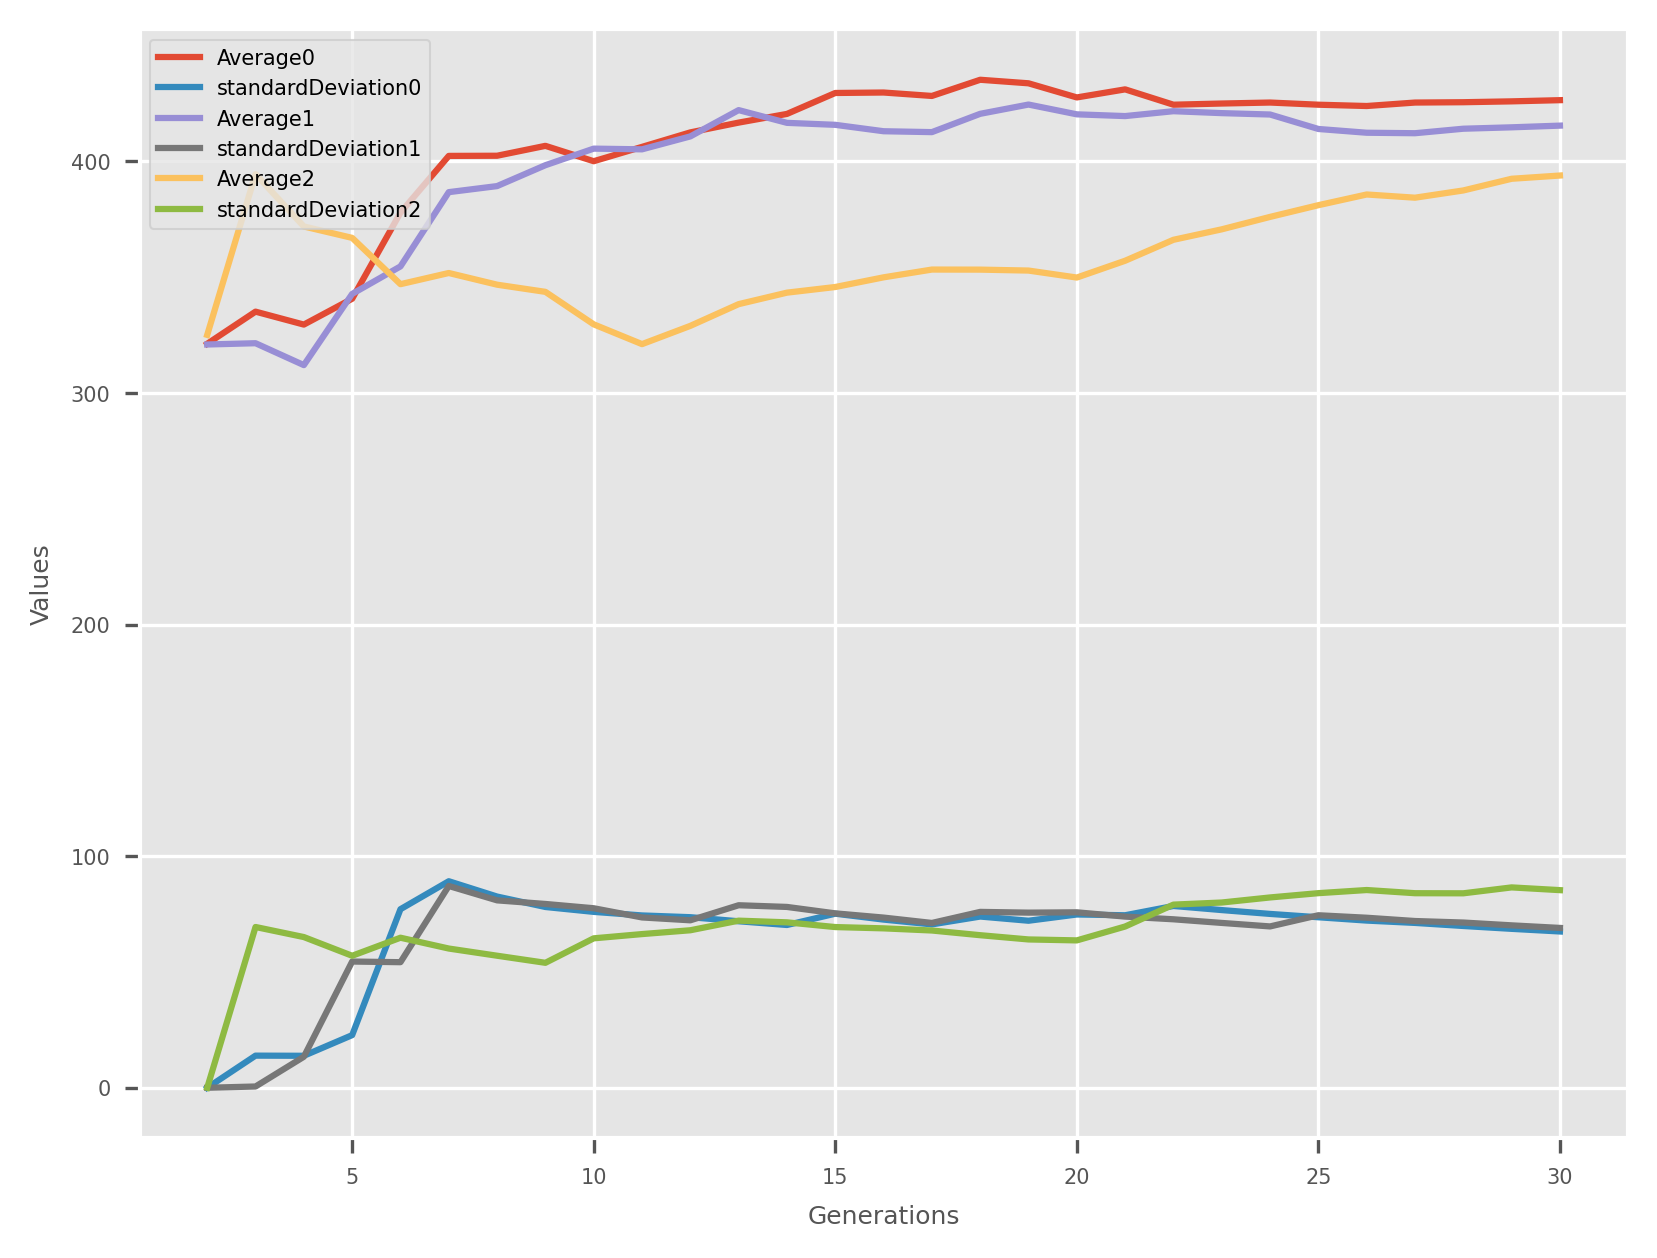 Average0
standardDeviation0
Average1
standardDeviation1
Average2
standardDeviation2
400
300
200
100
0
Values
5 10 15 20 25 30
Generations